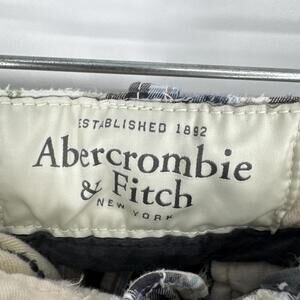 ESTABLISHED 1892
Abercrombie
& Fitch
NEW YORK